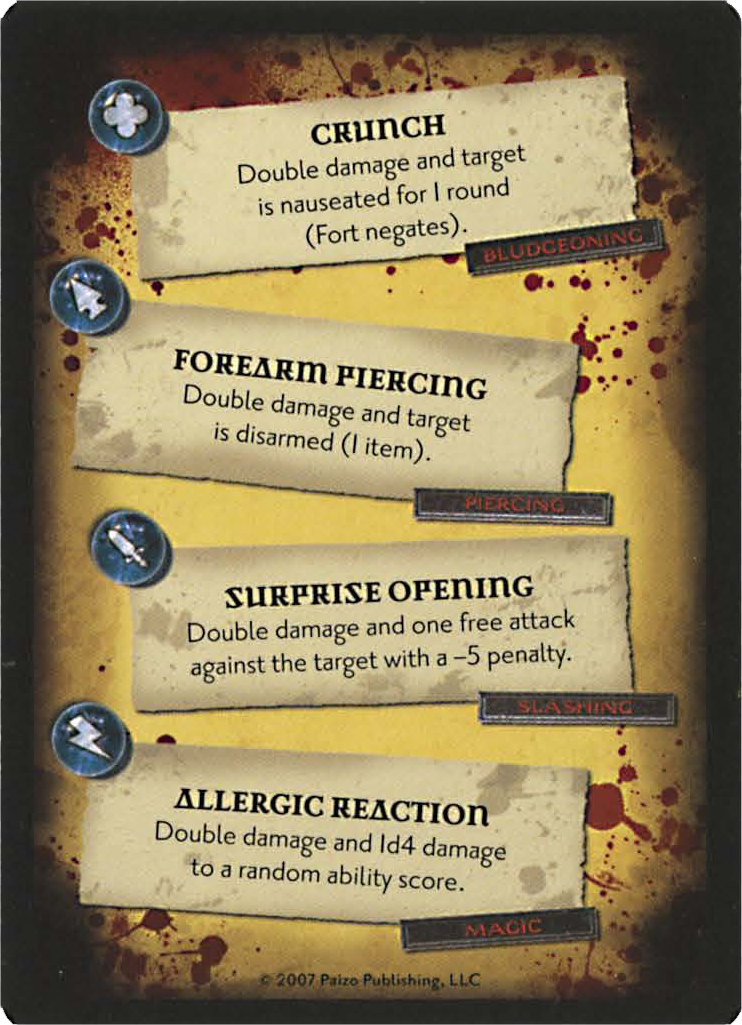 CRUNCH
Double damage and target
is nauseated for 1 round
(Fort negates).
BLUDGEONING
FOREARM PIERCING
Double damage and target
is disarmed (1 item).
PIERCING
SURPRISE OPENING
Double damage and one free attack
against the target with a –5 penalty.
SLASHING
ALLERGIC REACTION
Double damage and 1d4 damage
to a random ability score.
MAGIC
© 2007 Paizo Publishing, LLC